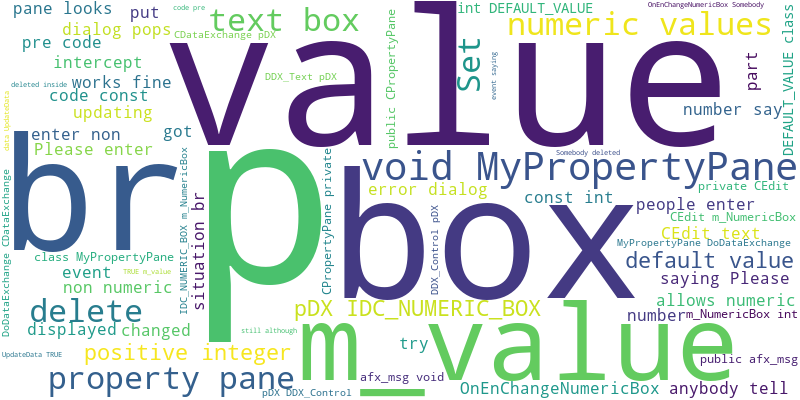 pane looks
put
code pre
text box
int DEFAULT_VALUE
OnEnChangeNumericBox Somebody
dialog pops
CDataExchange pDX
numeric values
pre code
value
Set
intercept
DDX_Text pDX
public CPropertyPane
event saying
part
DEFAULT_VALUE class
deleted inside
works fine
code const
data UpdateData
updating
number say
got
enter non
br
p
Please enter
void MyPropertyPane
Somebody deleted
IDC_NUMERIC_BOX m_NumericBox
CPropertyPane private
box
error dialog
const int
private CEdit
people enter
situation br
DDX_Control pDX
CEdit m_NumericBox
CEdit text
MyPropertyPane DoDataExchange
DoDataExchange CDataExchange
class MyPropertyPane
default value
event
TRUE m_value
saying Please
non numeric
allows numeric
delete
pDX IDC_NUMERIC_BOX
number
m_NumericBox int
m_value
displayed
changed
still although
try
UpdateData TRUE
positive integer
public afx_msg
property pane
afx_msg void
pDX DDX_Control
OnEnChangeNumericBox
anybody tell